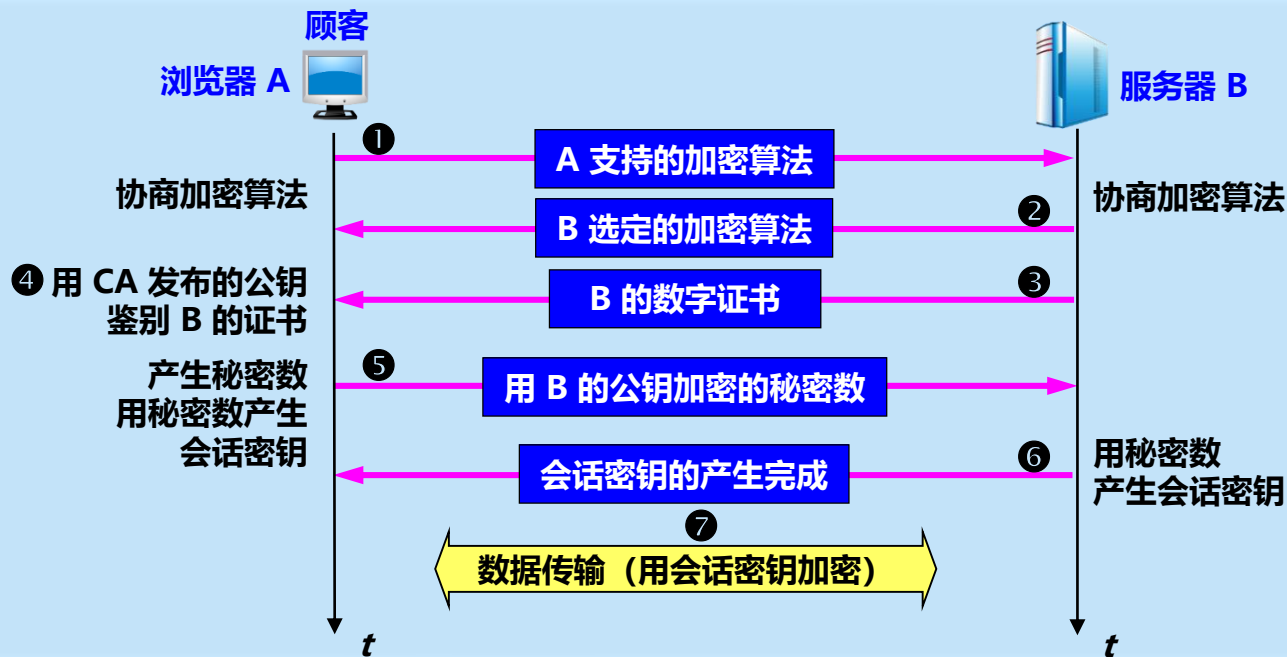 顾客
浏览器 A
服务器 B
❶
A 支持的加密算法
协商加密算法
协商加密算法
❷
B 选定的加密算法
❸
B 的数字证书
❹ 用 CA 发布的公钥
鉴别 B 的证书
❺
用 B 的公钥加密的秘密数
产生秘密数
用秘密数产生
会话密钥
❻
会话密钥的产生完成
用秘密数
产生会话密钥
❼
数据传输（用会话密钥加密）
t
t